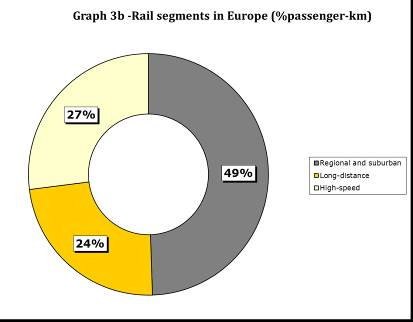 Graph 3b -Rail segments in Europe (%passenger-km)
27%
49%
24%
Regional and suburban
Long-distance
High-speed